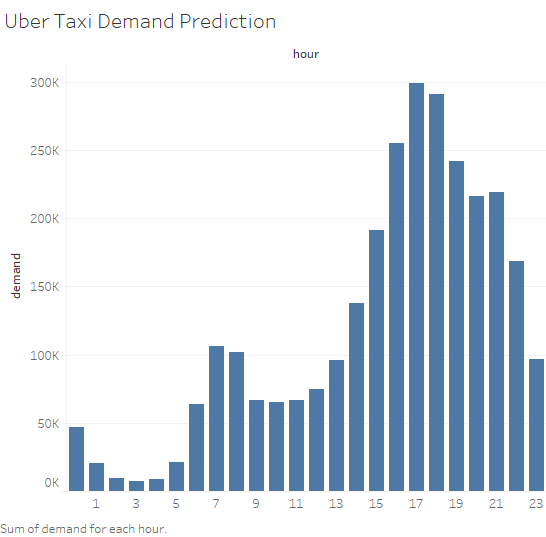 Uber Taxi Demand Prediction
hour
300K
250K
200K
150K
100K
50K
0K
demand
1 3 5 7 9 11 13 15 17 19 21 23
Sum of demand for each hour.